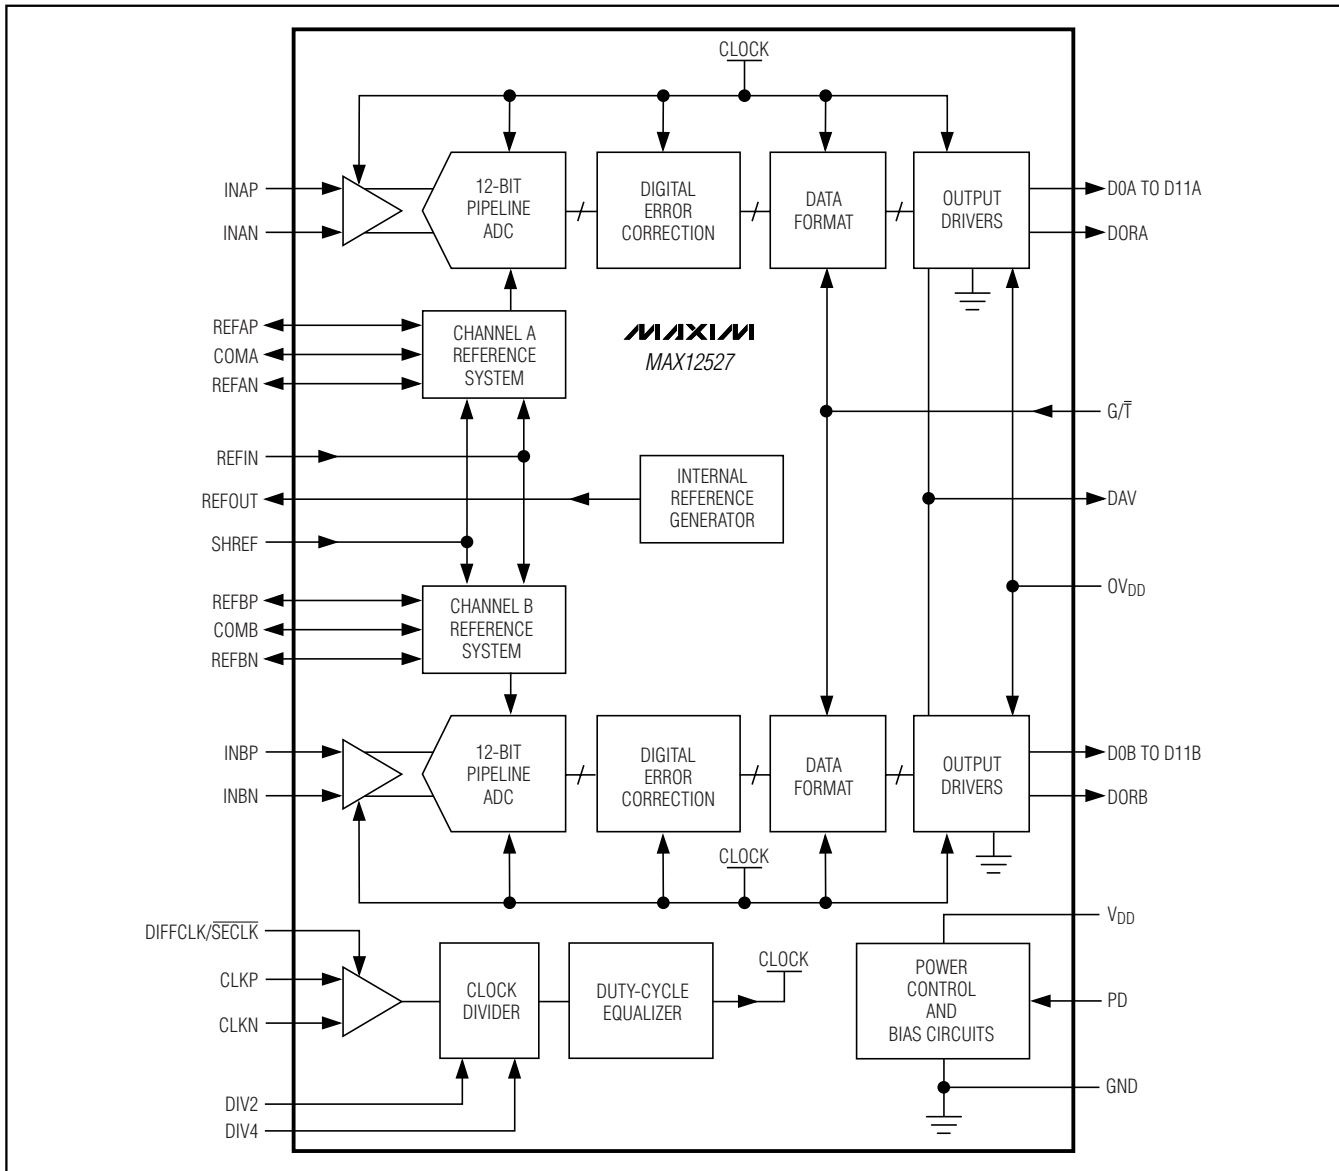 CLOCK
INAP
INAN
12-BIT
PIPELINE
ADC
DIGITAL
ERROR
CORRECTION
DATA
FORMAT
OUTPUT
DRIVERS
D0A TO D11A
DORA
REFAP
COMA
REFAN
CHANNEL A
REFERENCE
SYSTEM
MAXIM
MAX12527
G/T̅
REFIN
REFOUT
SHREF
INTERNAL
REFERENCE
GENERATOR
DAV
OVDD
REFBP
COMB
REFBN
CHANNEL B
REFERENCE
SYSTEM
INBP
INBN
12-BIT
PIPELINE
ADC
DIGITAL
ERROR
CORRECTION
DATA
FORMAT
OUTPUT
DRIVERS
D0B TO D11B
DORB
CLOCK
DIFFCLK/S̅E̅C̅L̅K̅
CLKP
CLKN
CLOCK
DIVIDER
DUTY-CYCLE
EQUALIZER
CLOCK
VDD
POWER
CONTROL
AND
BIAS CIRCUITS
PD
GND
DIV2
DIV4